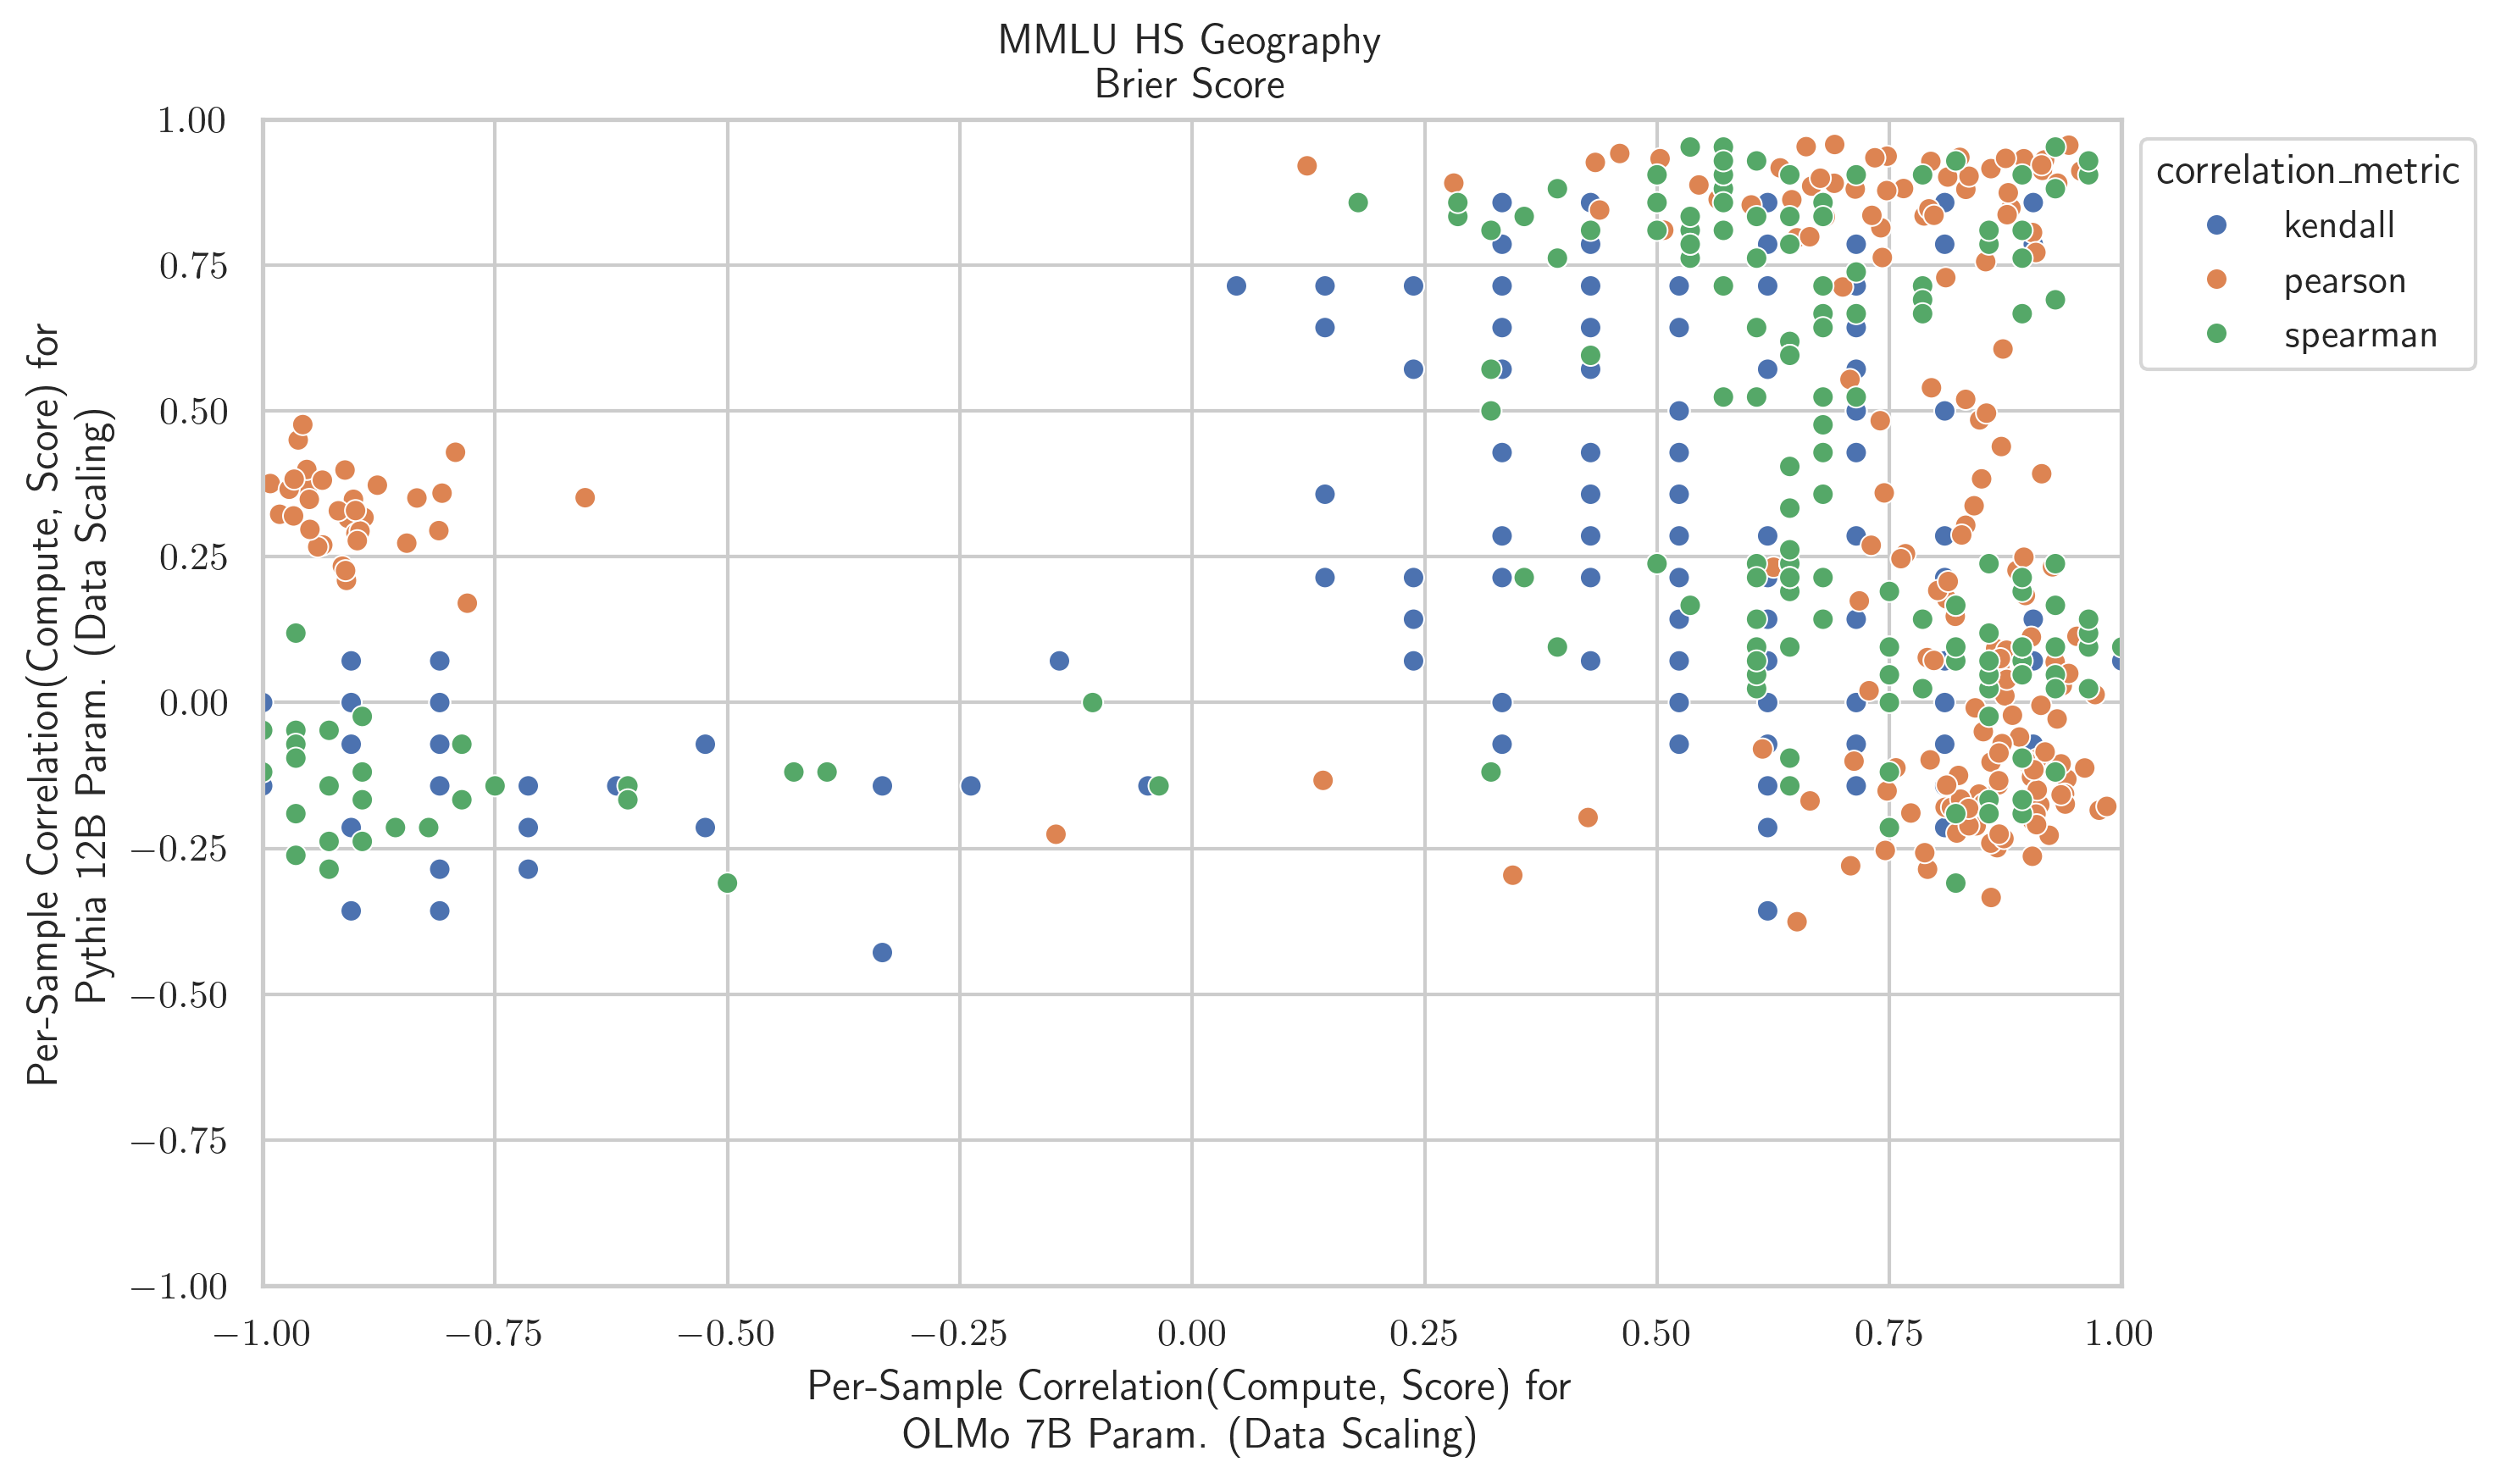 MMLU HS Geography
Brier Score
Per-Sample Correlation(Compute, Score) for
Pythia 12B Param. (Data Scaling)
1.00
0.75
0.50
0.25
0.00
−0.25
−0.50
−0.75
−1.00
−1.00
−0.75
−0.50
−0.25
0.00
0.25
0.50
0.75
1.00
Per-Sample Correlation(Compute, Score) for
OLMo 7B Param. (Data Scaling)
correlation_metric
kendall
pearson
spearman